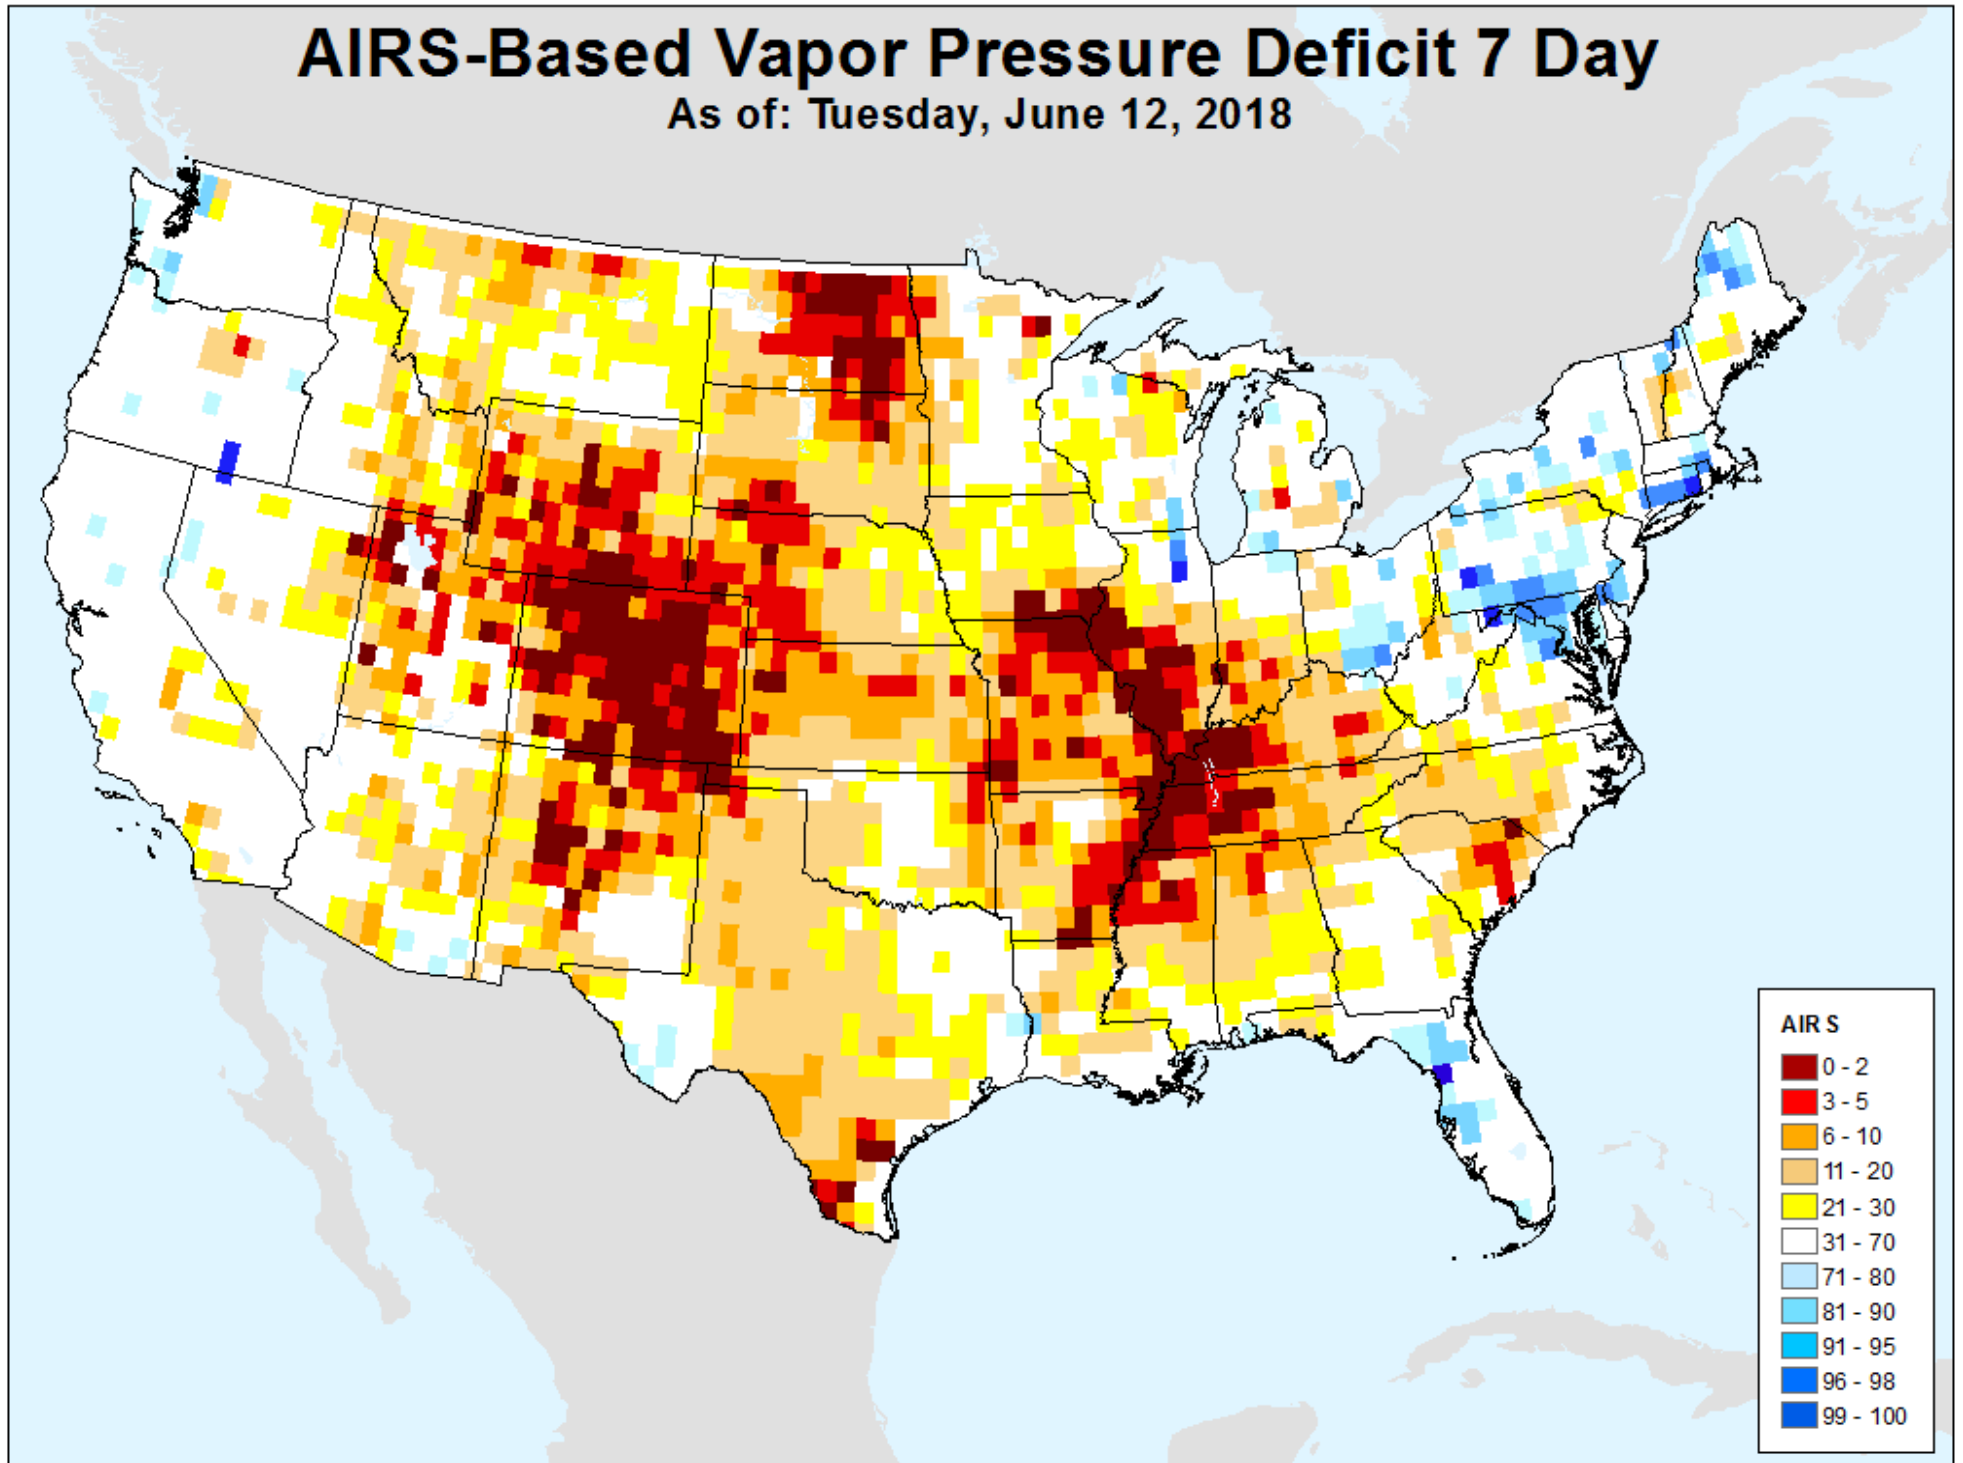 AIRS-Based Vapor Pressure Deficit 7 Day
As of: Tuesday, June 12, 2018
AIRS
0 - 2
3 - 5
6 - 10
11 - 20
21 - 30
31 - 70
71 - 80
81 - 90
91 - 95
96 - 98
99 - 100